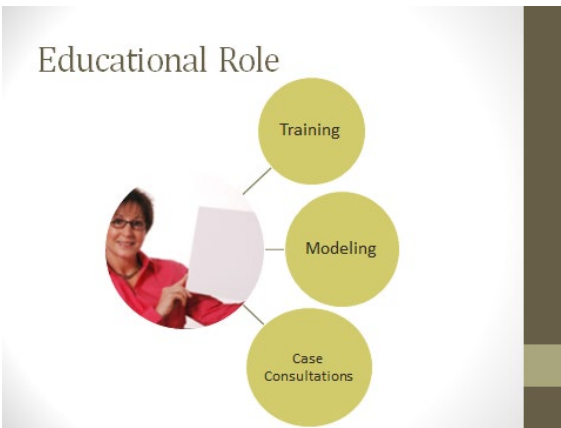 Educational Role
Training
Modeling
Case
Consultations